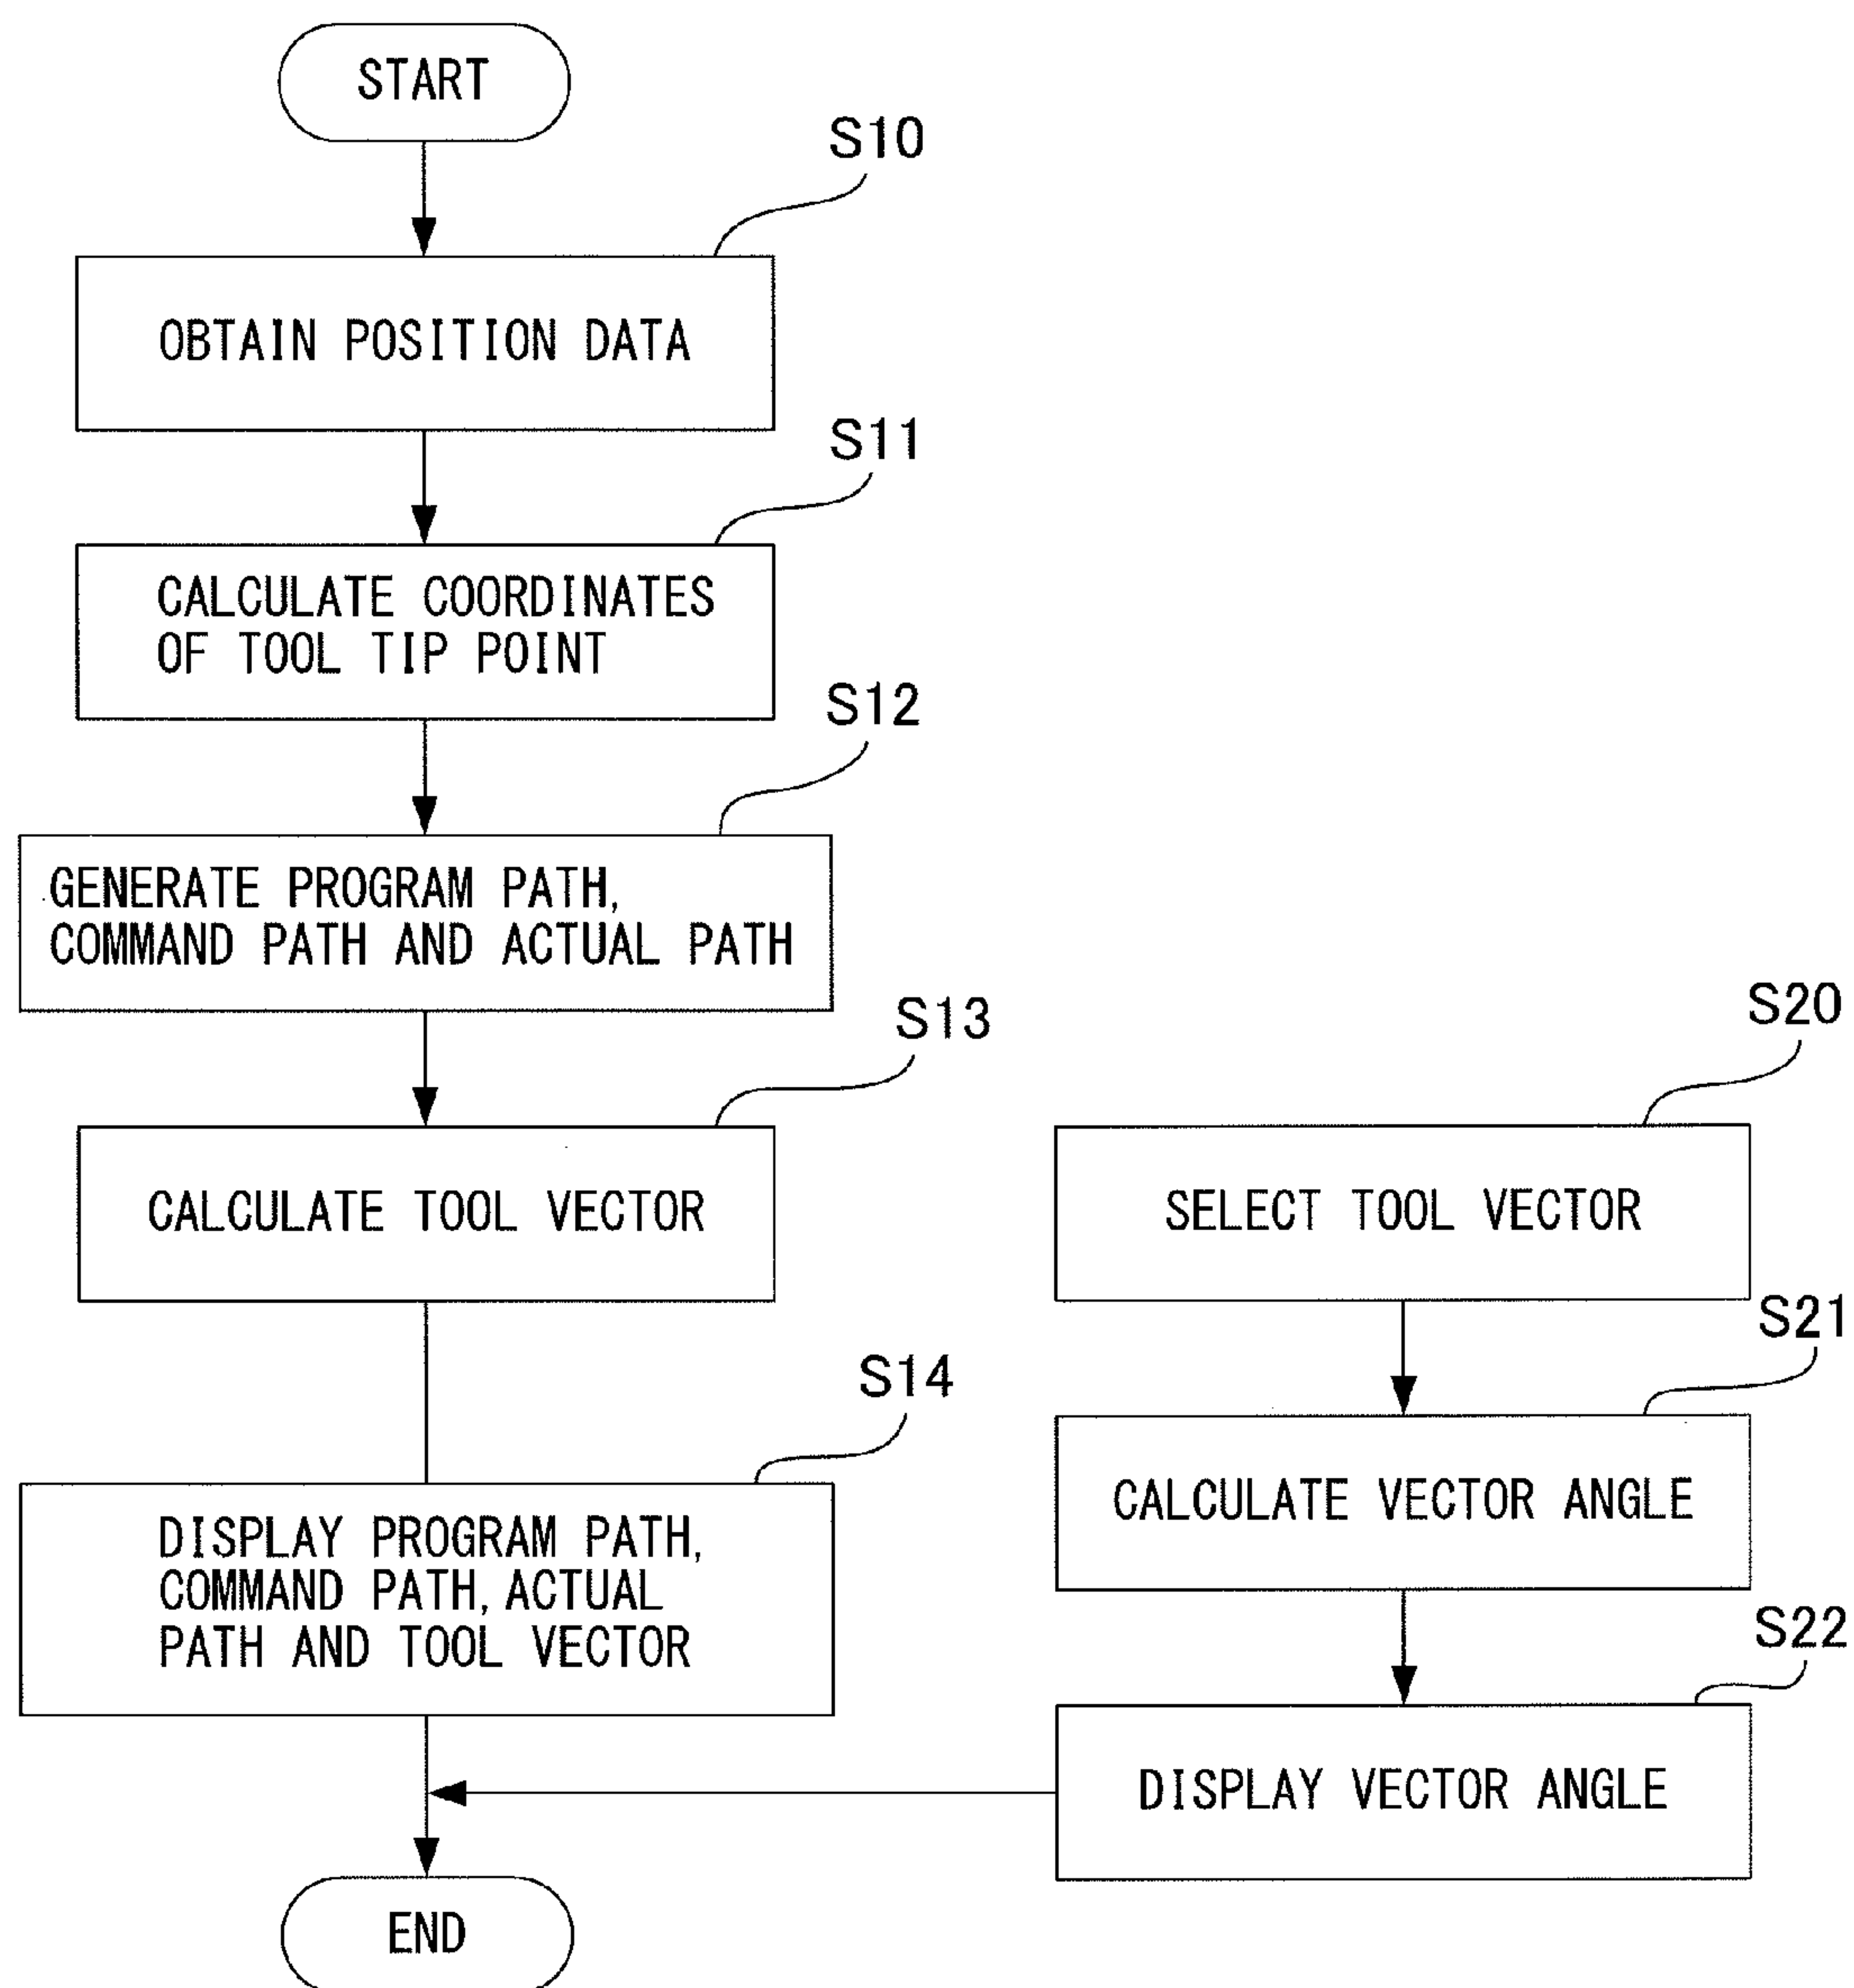 START
S10
OBTAIN POSITION DATA
S11
CALCULATE COORDINATES
OF TOOL TIP POINT
S12
GENERATE PROGRAM PATH,
COMMAND PATH AND ACTUAL PATH
S13
CALCULATE TOOL VECTOR
S14
DISPLAY PROGRAM PATH,
COMMAND PATH, ACTUAL
PATH AND TOOL VECTOR
S20
SELECT TOOL VECTOR
S21
CALCULATE VECTOR ANGLE
S22
DISPLAY VECTOR ANGLE
END